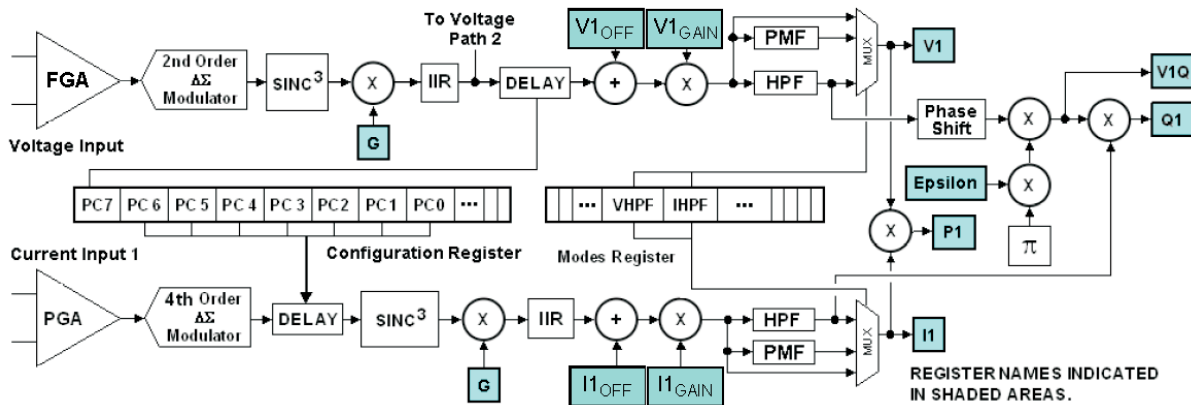 To Voltage
Path 2
V1OFF
V1GAIN
FGA
2nd Order
ΔΣ
Modulator
SINC³
X
IIR
DELAY
+
X
PMF
HPF
MUX
V1
V1Q
G
Voltage Input
Phase
Shift
X
X
Q1
PC7 PC 6 PC 5 PC 4 PC 3 PC2 PC1 PC0 ...
... VHPF IHPF ...
Epsilon
X
Configuration Register
Modes Register
X
P1
π
Current Input 1
PGA
4th Order
ΔΣ
Modulator
DELAY
SINC³
X
IIR
+
X
HPF
PMF
MUX
I1
G
I1OFF
I1GAIN
REGISTER NAMES INDICATED
IN SHADED AREAS.